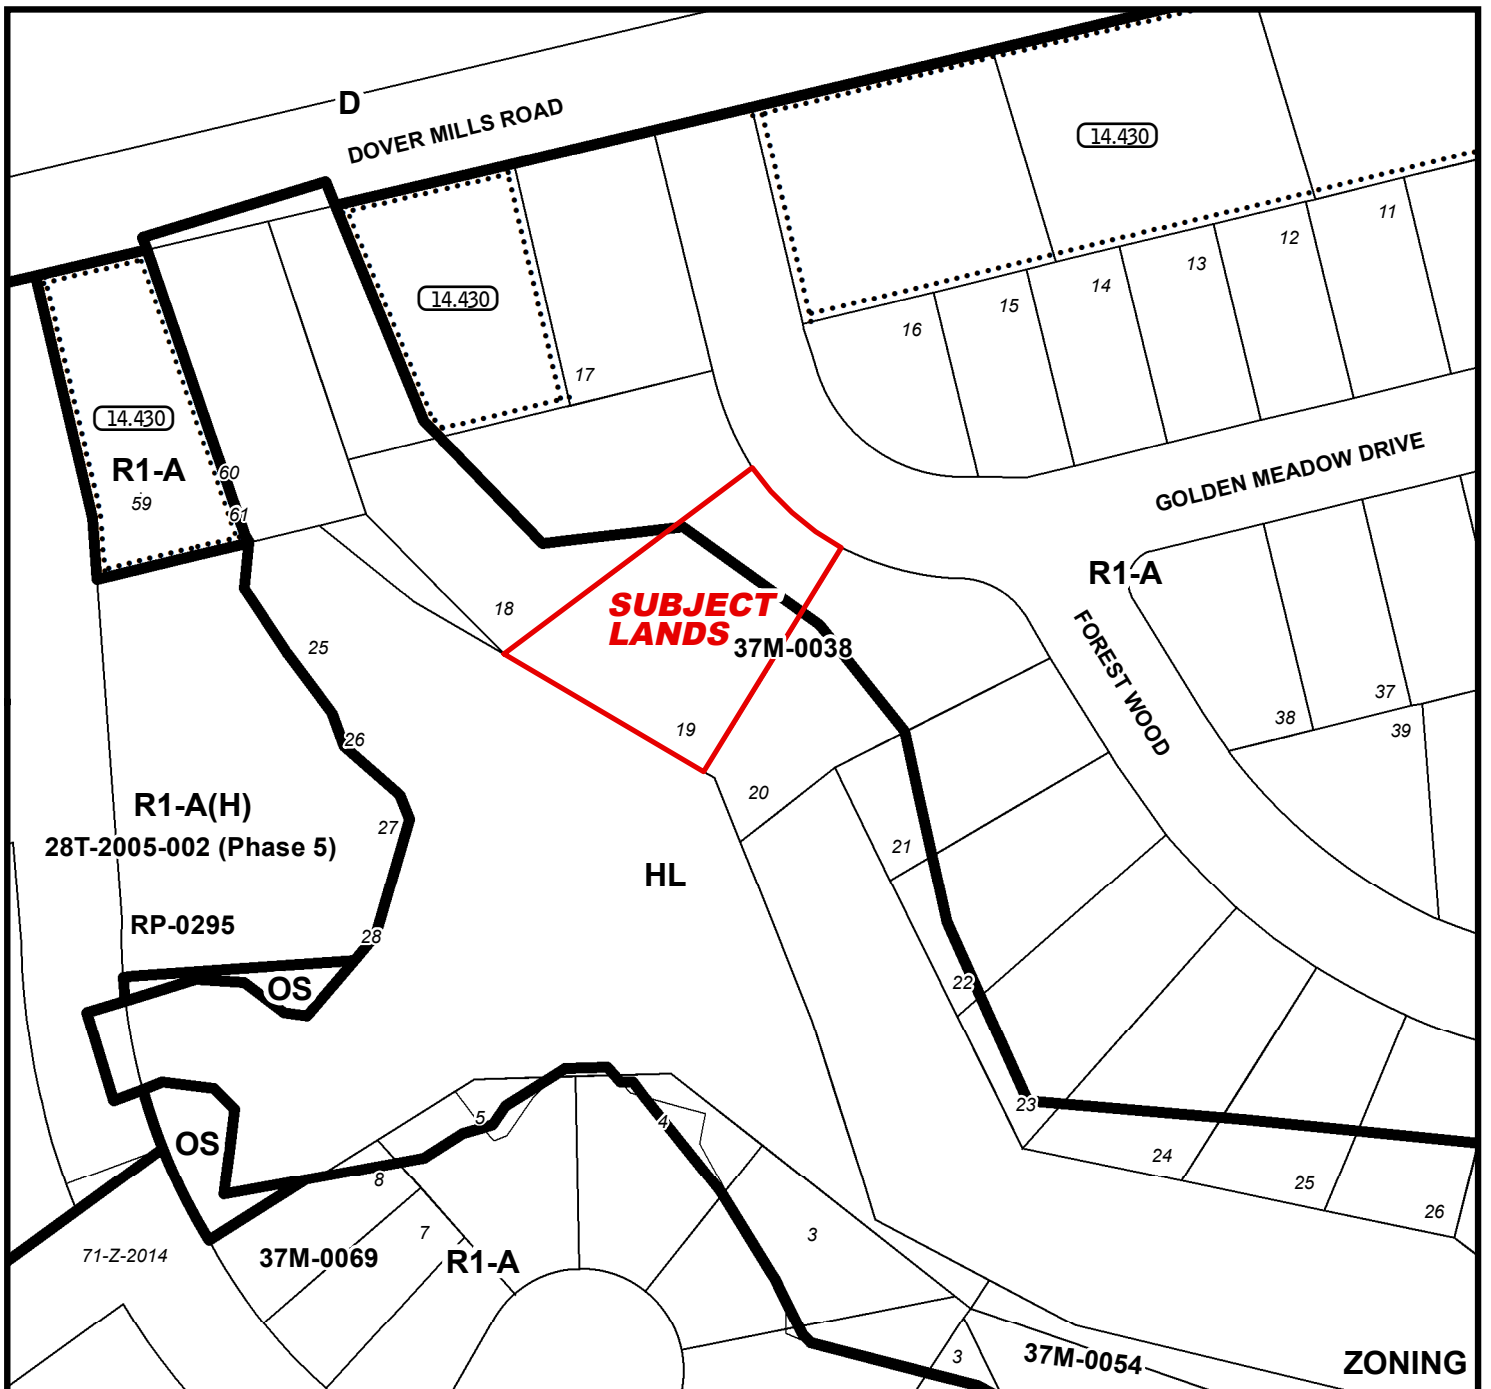 D
DOVER MILLS ROAD
14.430
11
12
13
14
15
16
14.430
17
14.430
R1-A
59
60
61
GOLDEN MEADOW DRIVE
R1-A
FOREST WOOD
18
SUBJECT
LANDS
37M-0038
19
20
25
26
27
28
37
38
39
R1-A(H)
28T-2005-002 (Phase 5)
RP-0295
HL
21
22
23
24
25
26
OS
OS
5
4
8
7
3
71-Z-2014
37M-0069
R1-A
3
37M-0054
ZONING